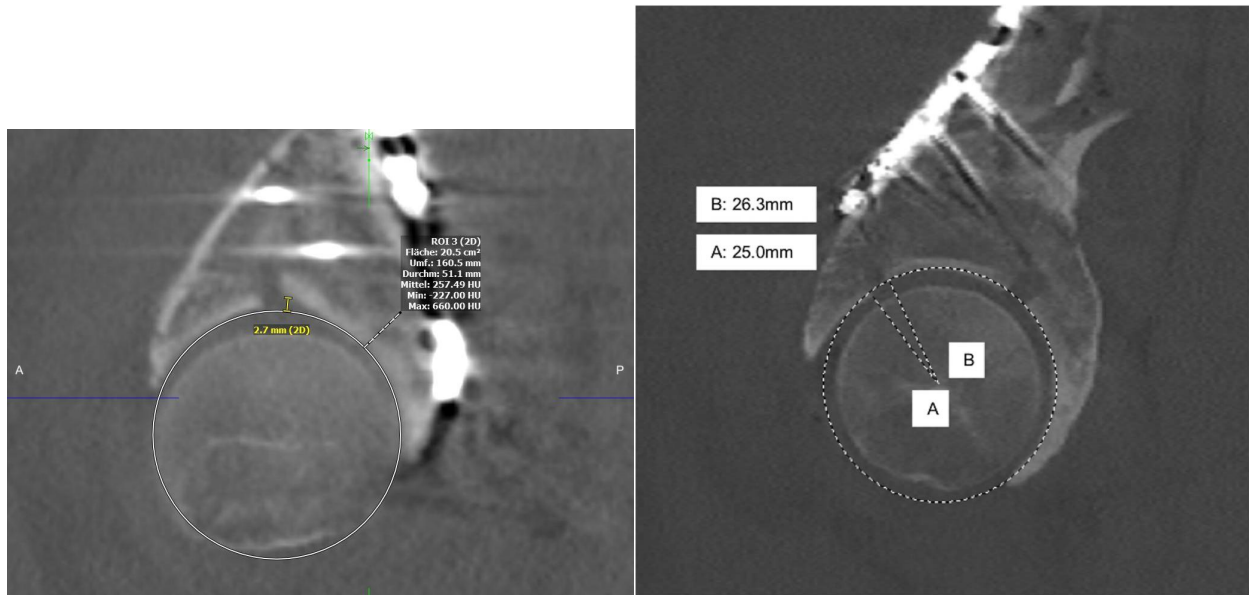 ROI 3 (2D)
Fläche: 20.5 cm²
Umf.: 160.5 mm
Durchm: 51.1 mm
Mittel: 257.49 HU
Min: -227.00 HU
Max: 660.00 HU
2.7 mm (2D)
A
P
B: 26.3mm
A: 25.0mm
B
A